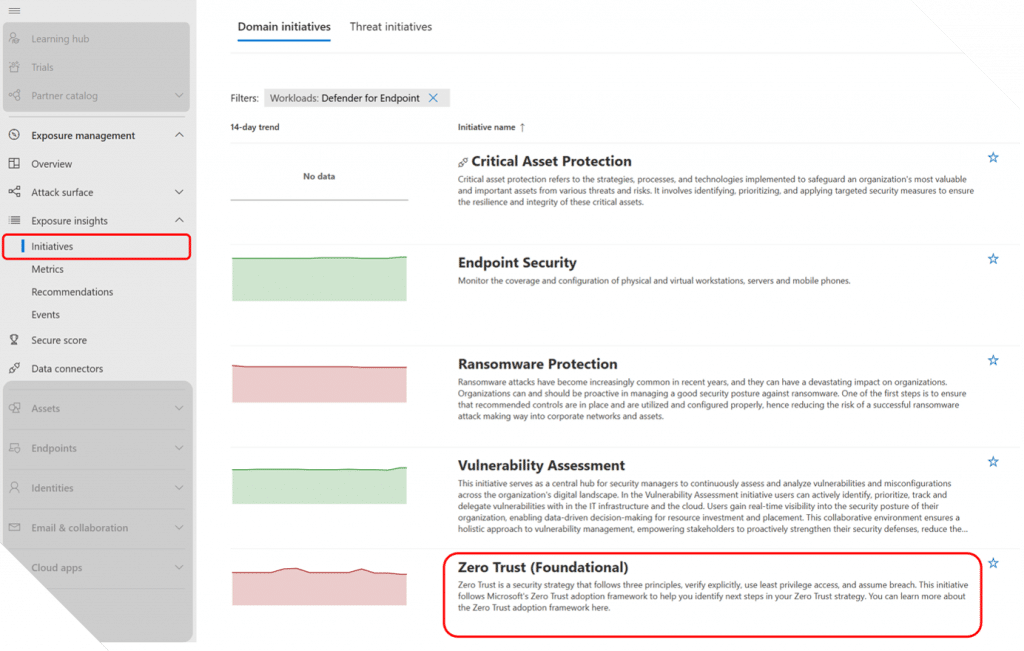 Learning hub
Trials
Partner catalog
Exposure management
Overview
Attack surface
Exposure insights
Initiatives
Metrics
Recommendations
Events
Secure score
Data connectors
Assets
Endpoints
Identities
Email & collaboration
Cloud apps
Domain initiatives Threat initiatives
Filters: Workloads: Defender for Endpoint
14-day trend Initiative name ↑
No data
Critical Asset Protection
Critical asset protection refers to the strategies, processes, and technologies implemented to safeguard an organization's most valuable
and important assets from various threats and risks. It involves identifying, prioritizing, and applying targeted security measures to ensure
the resilience and integrity of these critical assets.
Endpoint Security
Monitor the coverage and configuration of physical and virtual workstations, servers and mobile phones.
Ransomware Protection
Ransomware attacks have become increasingly common in recent years, and they can have a devastating impact on organizations.
Organizations can and should be proactive in managing a good security posture against ransomware. One of the first steps is to ensure
that recommended controls are in place and are utilized and configured properly, hence reducing the risk of a successful ransomware
attack making way into corporate networks and assets.
Vulnerability Assessment
This initiative serves as a central hub for security managers to continuously assess and analyze vulnerabilities and misconfigurations
across the organization's digital landscape. In the Vulnerability Assessment initiative users can actively identify, prioritize, track and
delegate vulnerabilities with in the IT infrastructure and the cloud. Users gain real-time visibility into the security posture of their
organization, enabling data-driven decision-making for resource investment and placement. This collaborative environment ensures a
holistic approach to vulnerability management, empowering stakeholders to proactively strengthen their security defenses, reduce the...
Zero Trust (Foundational)
Zero Trust is a security strategy that follows three principles, verify explicitly, use least privilege access, and assume breach. This initiative
follows Microsoft's Zero Trust adoption framework to help you identify next steps in your Zero Trust strategy. You can learn more about
the Zero Trust adoption framework here.